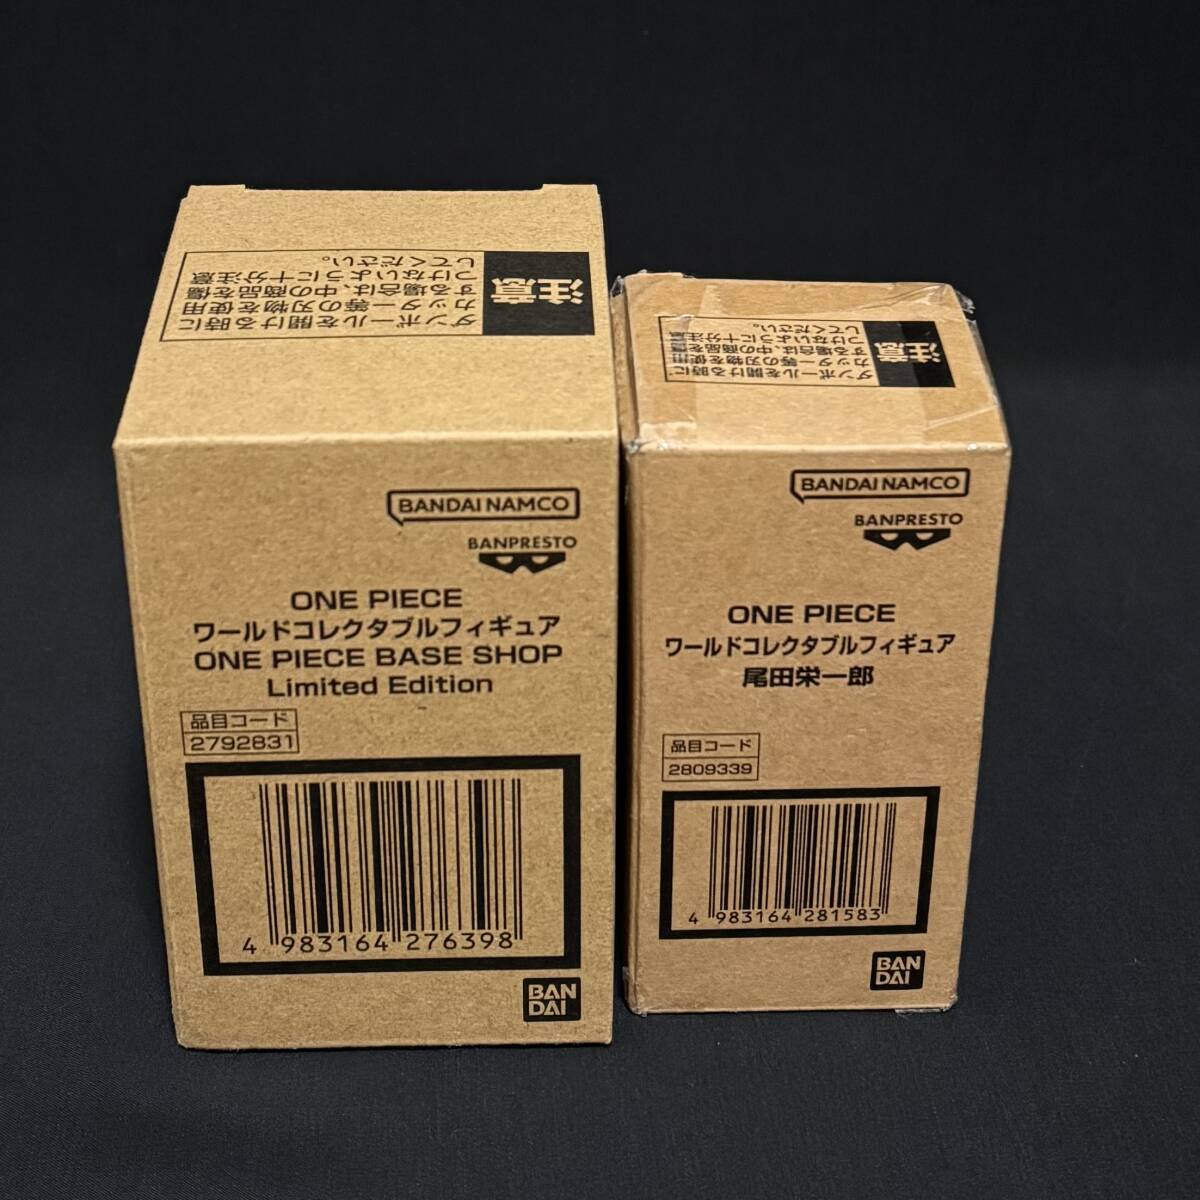 注意
ダンボールを開ける時に
カッター等の刃物を使用
する場合は、中の商品を傷
つけないように十分注意
してください。
BANDAI NAMCO
BANPRESTO
ONE PIECE
ワールドコレクタブルフィギュア
ONE PIECE BASE SHOP
Limited Edition
品目コード
2792831
4 983164 276398
BAN
DAI
注意
ダンボールを開ける時に
カッター等の刃物を使用
する場合は、中の商品を傷
つけないように十分注意
してください。
BANDAI NAMCO
BANPRESTO
ONE PIECE
ワールドコレクタブルフィギュア
尾田栄一郎
品目コード
2809339
4 983164 281583
BAN
DAI